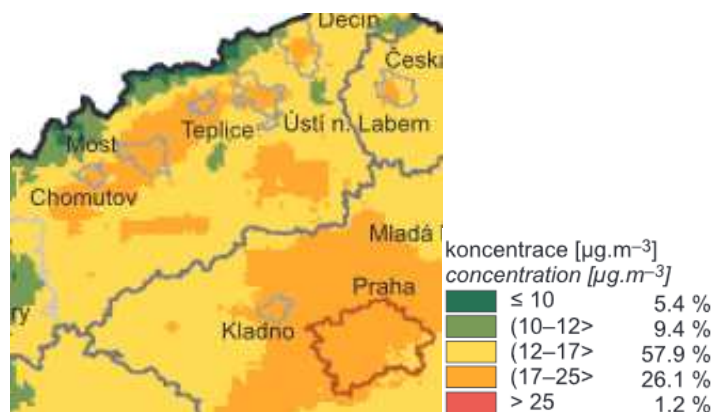 Děčín
Česk
Teplice
Ústí n. Labem
Most
Chomutov
Mladá
Praha
ry
Kladno
koncentrace [µg.m⁻³]
concentration [µg.m⁻³]
≤ 10 5.4 %
(10–12> 9.4 %
(12–17> 57.9 %
(17–25> 26.1 %
> 25 1.2 %